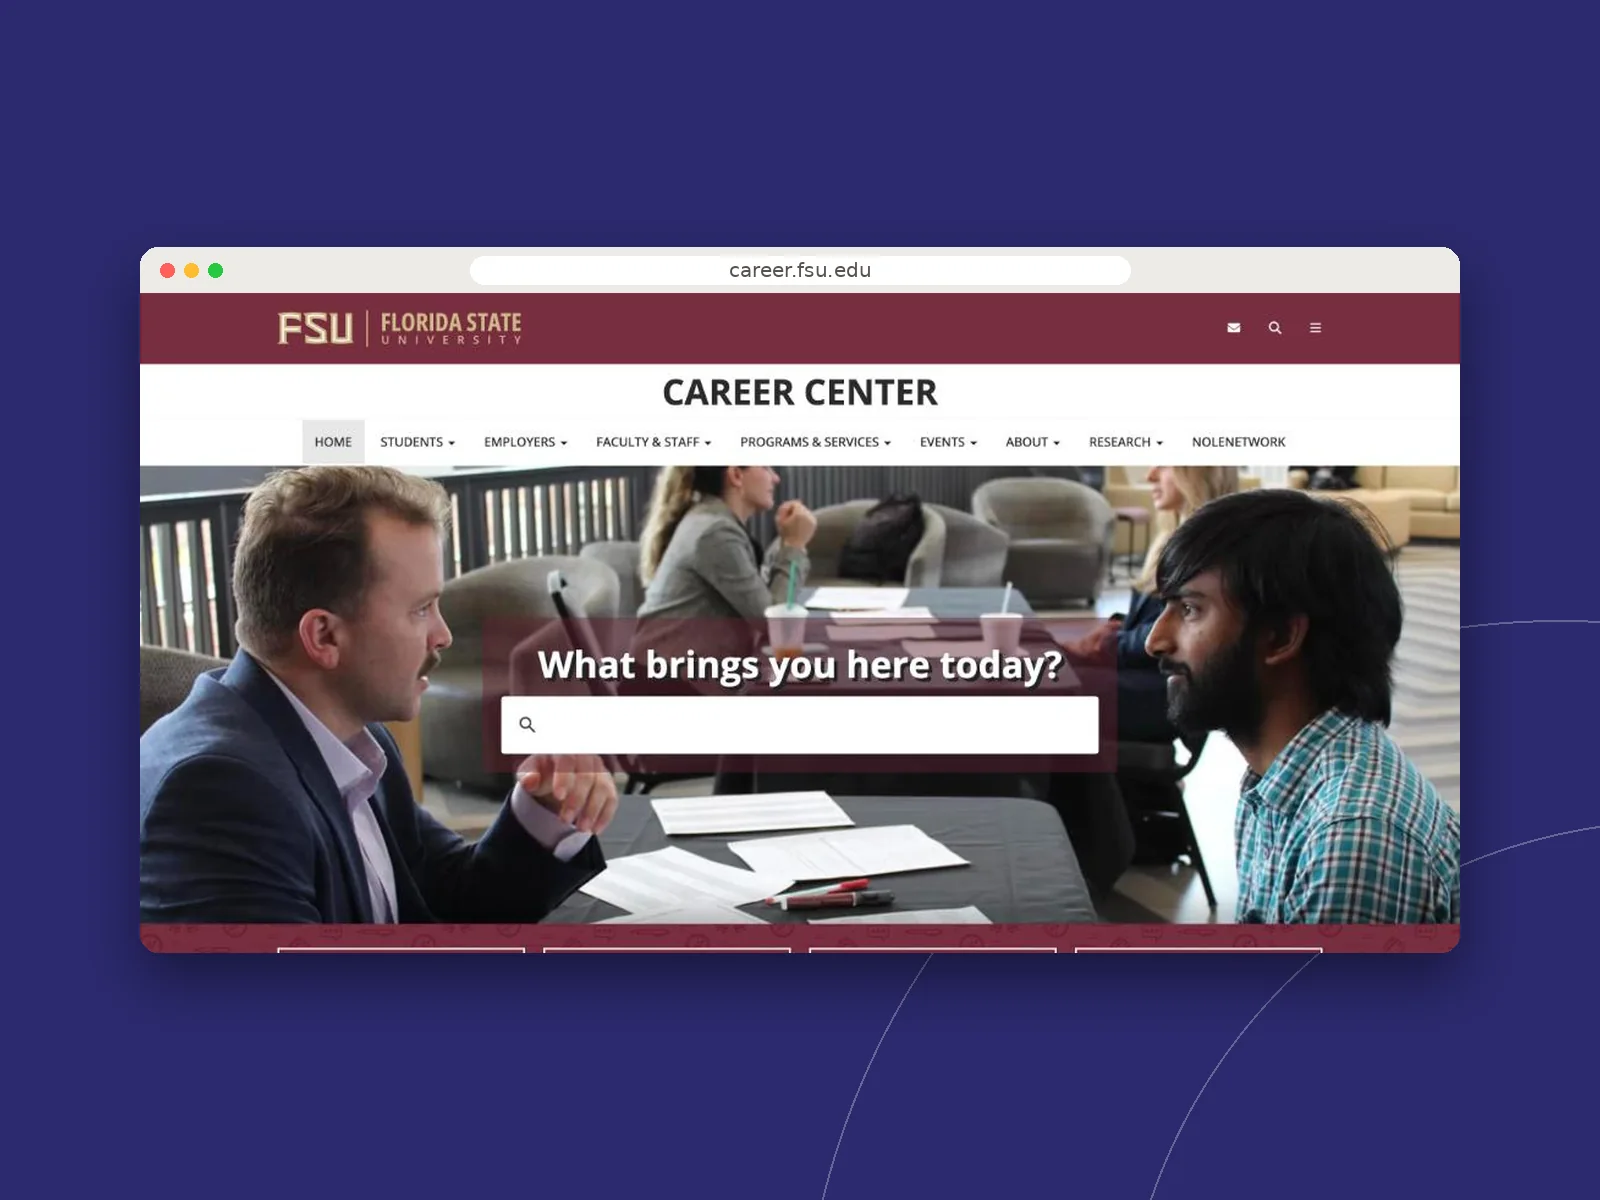 career.fsu.edu
FSU FLORIDA STATE
UNIVERSITY
CAREER CENTER
HOME STUDENTS EMPLOYERS FACULTY & STAFF PROGRAMS & SERVICES EVENTS ABOUT RESEARCH NOLENETWORK
What brings you here today?